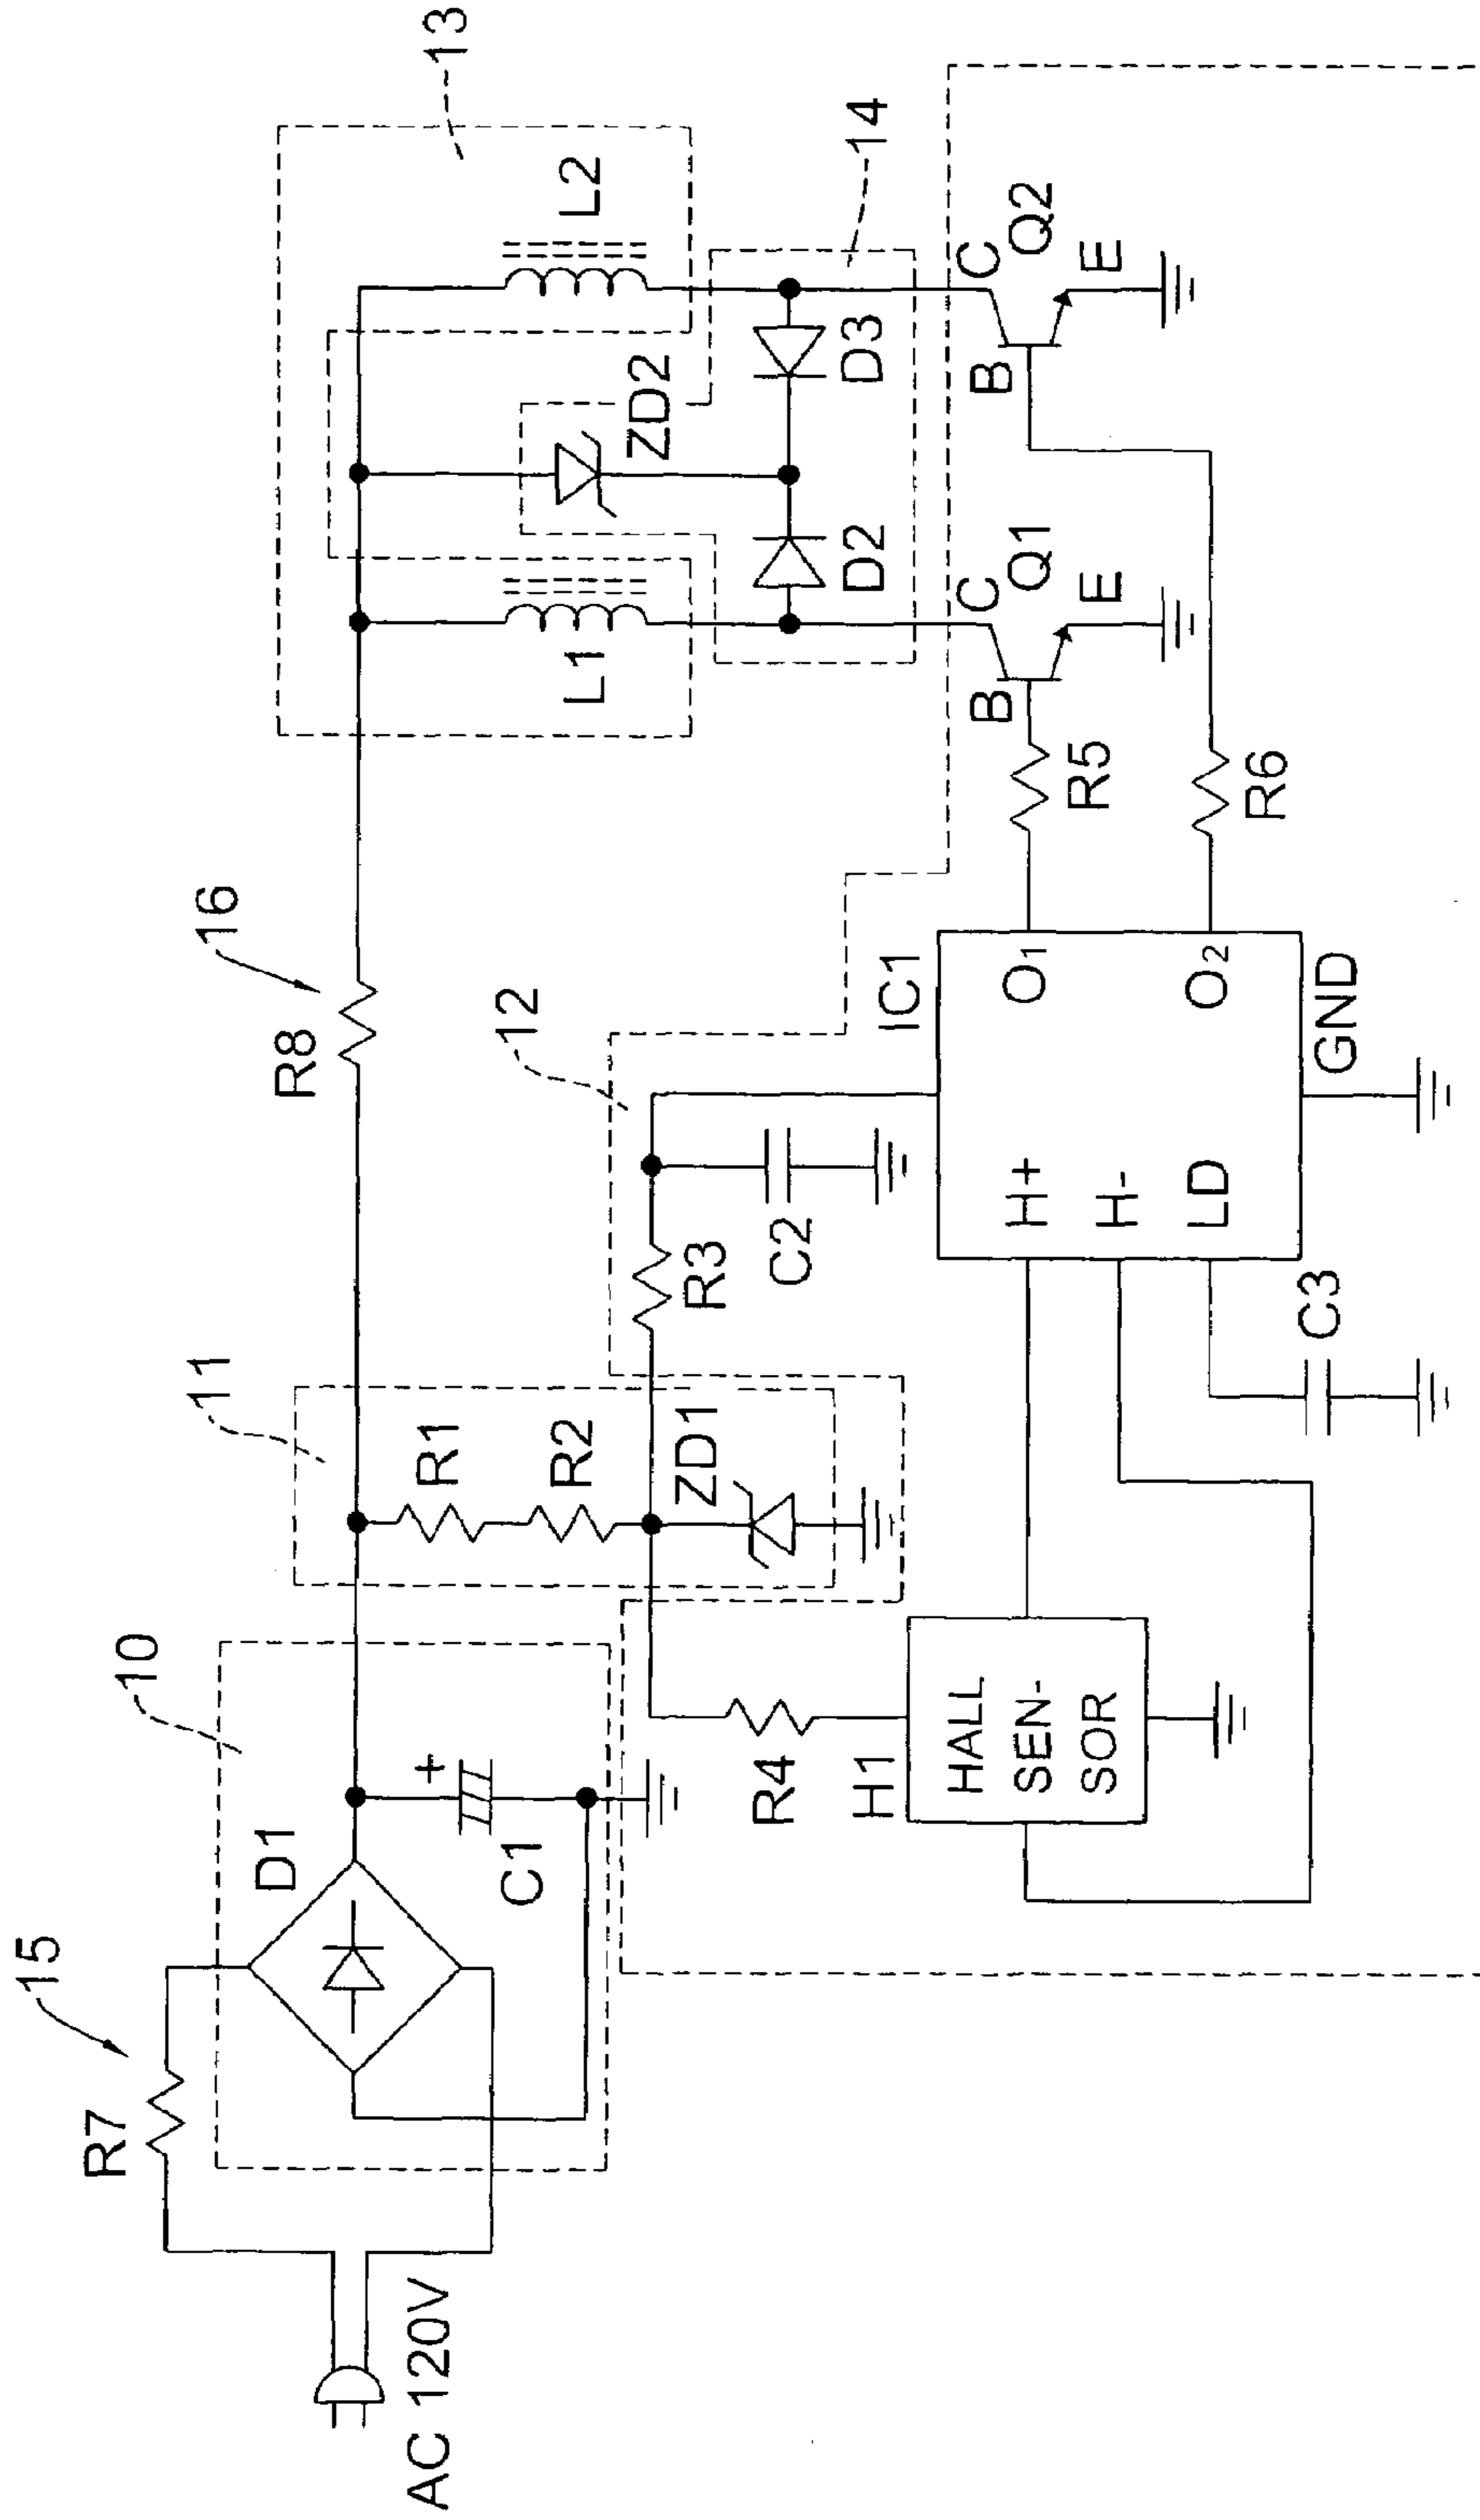 15
R7
AC 120V
10
D1
+
C1
11
R1
R2
ZD1
16
R8
12
R3
C2
R4
H1
HALL
SEN-
SOR
C3
IC1
H+
H-
LD
O1
O2
GND
R5
R6
13
L1
L2
ZD2
14
D2
D3
B
C
Q1
E
B
C
Q2
E